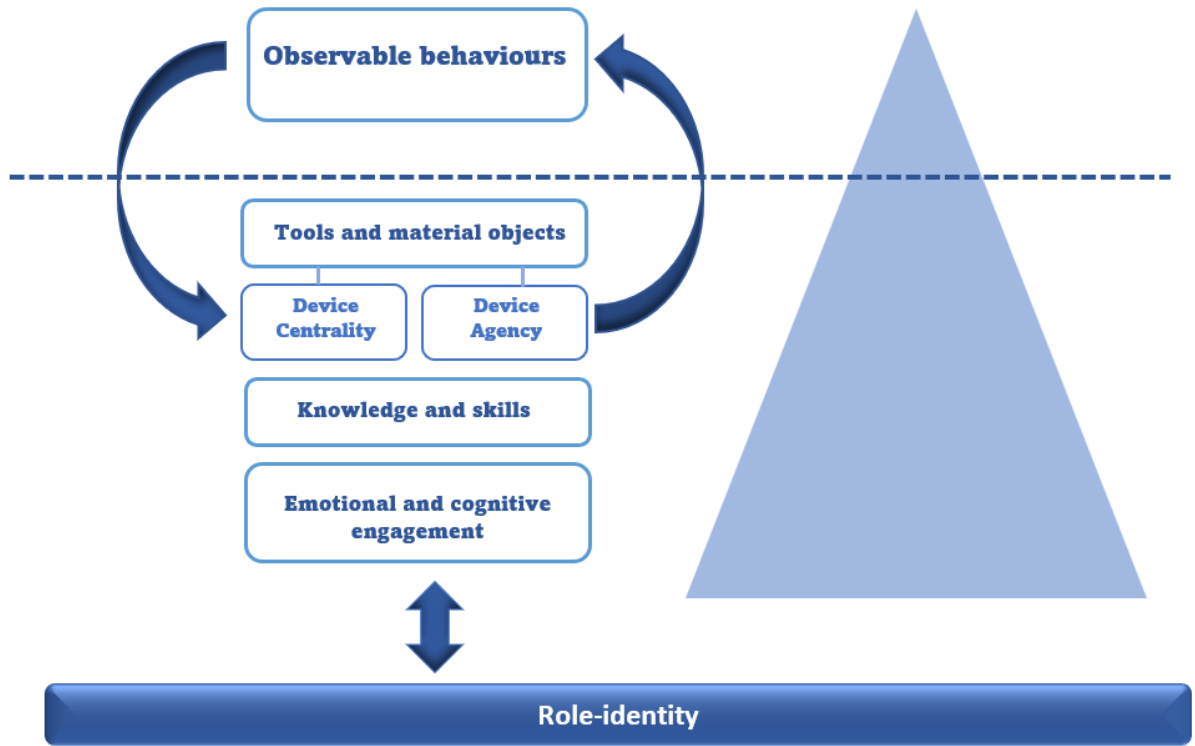 Observable behaviours
Tools and material objects
Device
Centrality
Device
Agency
Knowledge and skills
Emotional and cognitive
engagement
Role-identity